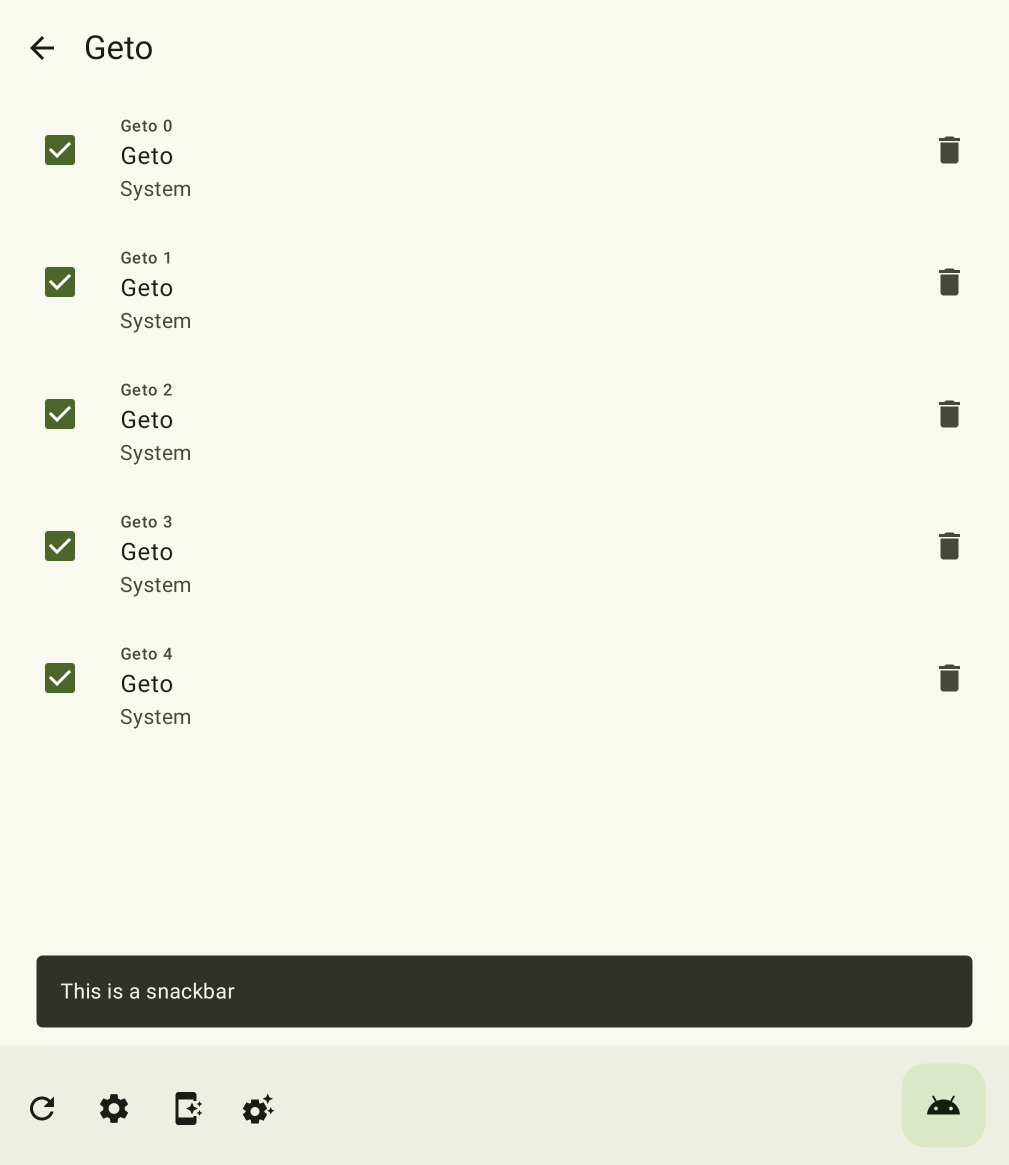 Geto
Geto 0
Geto
System
Geto 1
Geto
System
Geto 2
Geto
System
Geto 3
Geto
System
Geto 4
Geto
System
This is a snackbar